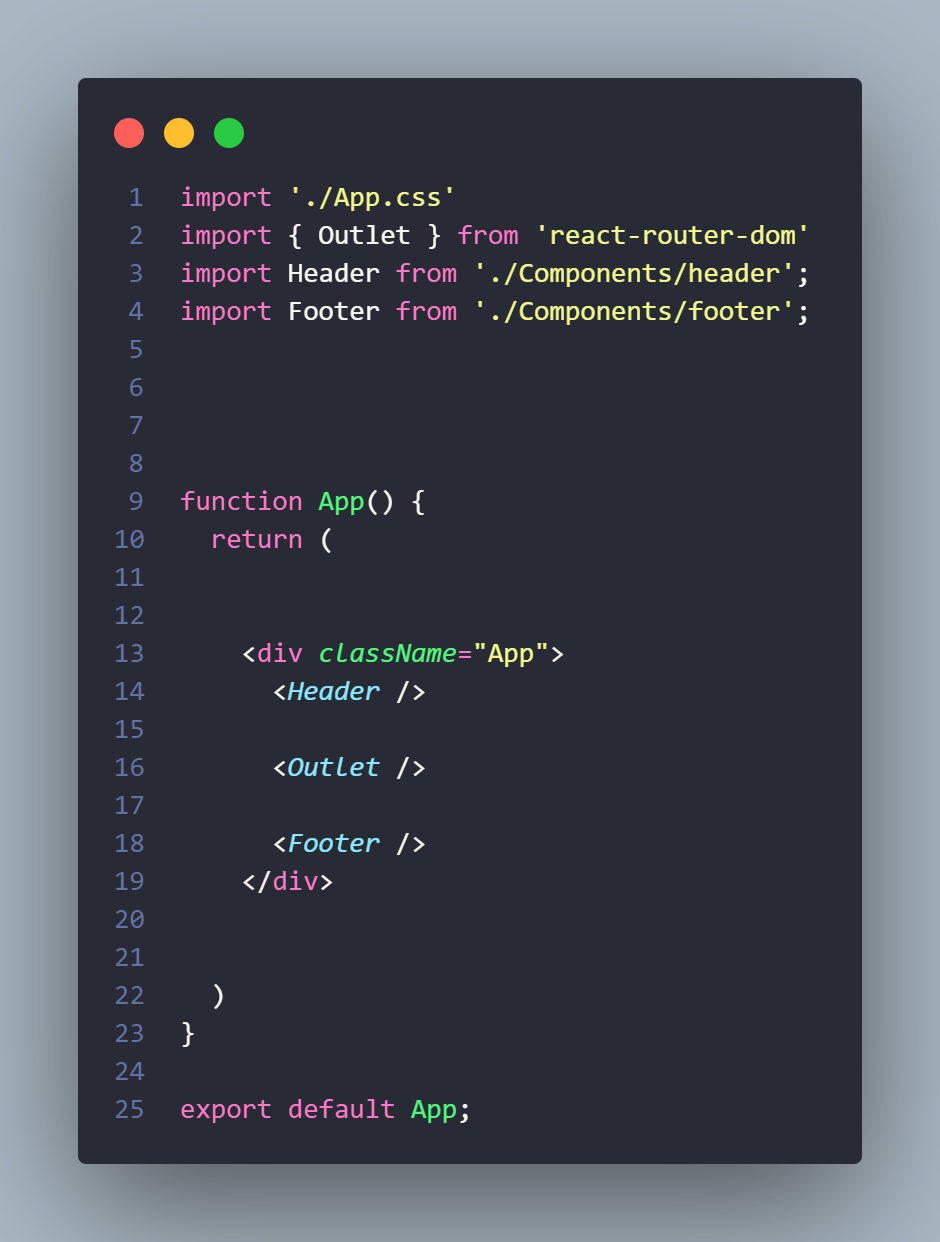 1 import './App.css'
2 import { Outlet } from 'react-router-dom'
3 import Header from './Components/header';
4 import Footer from './Components/footer';
5
6
7
8
9 function App() {
10   return (
11
12
13     <div className="App">
14       <Header />
15
16       <Outlet />
17
18       <Footer />
19     </div>
20
21
22   )
23 }
24
25 export default App;